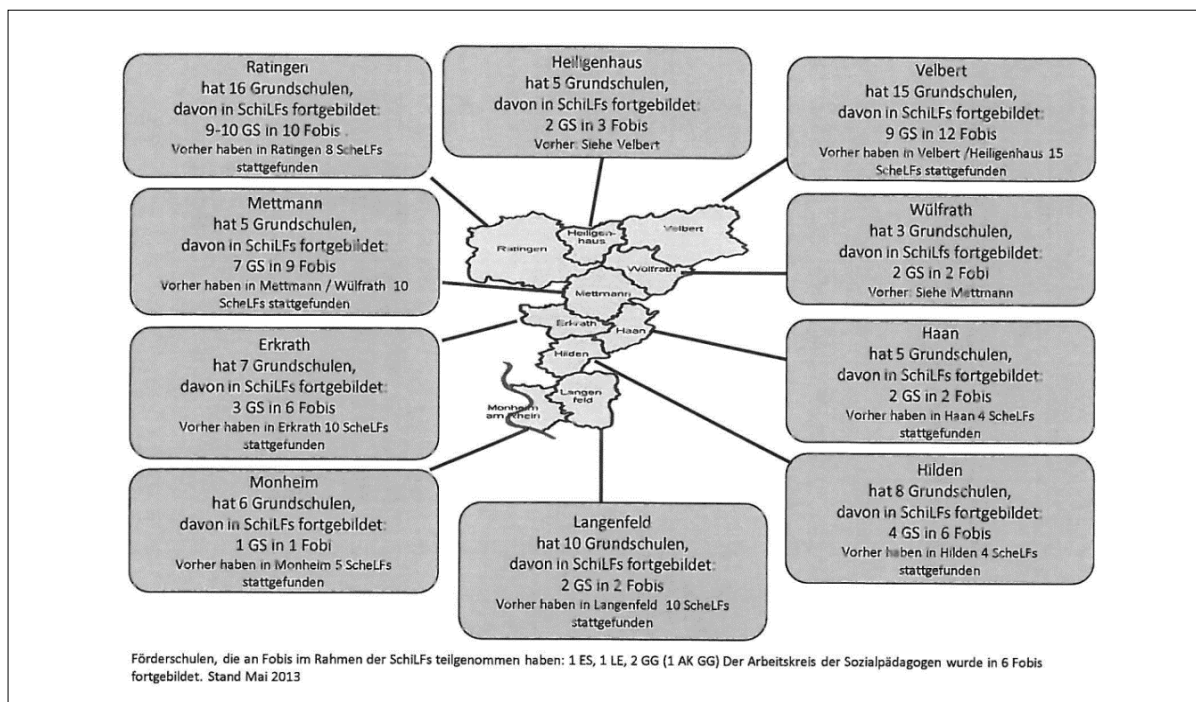 Ratingen
hat 16 Grundschulen,
davon in SchiLFs fortgebildet:
9-10 GS in 10 Fobis
Vorher haben in Ratingen 8 ScheLFs
stattgefunden
Heiligenhaus
hat 5 Grundschulen,
davon in SchiLFs fortgebildet:
2 GS in 3 Fobis
Vorher: Siehe Velbert
Velbert
hat 15 Grundschulen,
davon in SchiLFs fortgebildet:
9 GS in 12 Fobis
Vorher haben in Velbert /Heiligenhaus 15
ScheLFs stattgefunden
Mettmann
hat 5 Grundschulen,
davon in SchiLFs fortgebildet:
7 GS in 9 Fobis
Vorher haben in Mettmann / Wülfrath 10
ScheLFs stattgefunden
Wülfrath
hat 3 Grundschulen,
davon in SchiLfs fortgebildet:
2 GS in 2 Fobi
Vorher: Siehe Mettmann
Erkrath
hat 7 Grundschulen,
davon in SchiLFs fortgebildet:
3 GS in 6 Fobis
Vorher haben in Erkrath 10 ScheLFs
stattgefunden
Haan
hat 5 Grundschulen,
davon in SchiLFs fortgebildet:
2 GS in 2 Fobis
Vorher haben in Haan 4 ScheLFs
stattgefunden
Monheim
hat 6 Grundschulen,
davon in SchiLFs fortgebildet:
1 GS in 1 Fobi
Vorher haben in Monheim 5 ScheLFs
stattgefunden
Langenfeld
hat 10 Grundschulen,
davon in SchiLFs fortgebildet:
2 GS in 2 Fobis
Vorher haben in Langenfeld 10 ScheLFs
stattgefunden
Hilden
hat 8 Grundschulen,
davon in SchiLFs fortgebildet:
4 GS in 6 Fobis
Vorher haben in Hilden 4 ScheLFs
stattgefunden
Ratingen
Heiligen-
haus
Velbert
Wülfrath
Mettmann
Erkrath
Haan
Hilden
Langen
feld
Monheim
am Rhein
Förderschulen, die an Fobis im Rahmen der SchiLFs teilgenommen haben: 1 ES, 1 LE, 2 GG (1 AK GG) Der Arbeitskreis der Sozialpädagogen wurde in 6 Fobis
fortgebildet. Stand Mai 2013